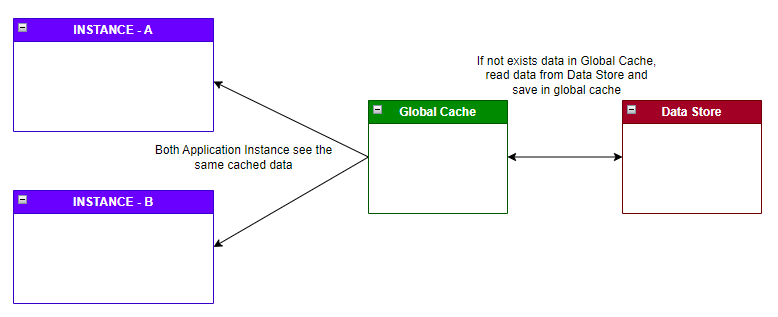 INSTANCE - A
If not exists data in Global Cache,
read data from Data Store and
save in global cache
Global Cache
Data Store
Both Application Instance see the
same cached data
INSTANCE - B